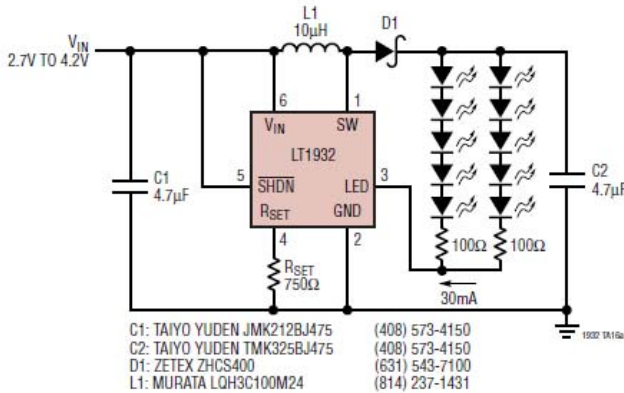 L1
10µH
D1
VIN
2.7V TO 4.2V
6
1
VIN
SW
LT1932
C1
4.7µF
5
SHDN
LED
3
C2
4.7µF
RSET
GND
4
2
100Ω
100Ω
RSET
750Ω
30mA
C1: TAIYO YUDEN JMK212BJ475 (408) 573-4150
C2: TAIYO YUDEN TMK325BJ475 (408) 573-4150
D1: ZETEX ZHCS400 (631) 543-7100
L1: MURATA LQH3C100M24 (814) 237-1431
1932 TA16a